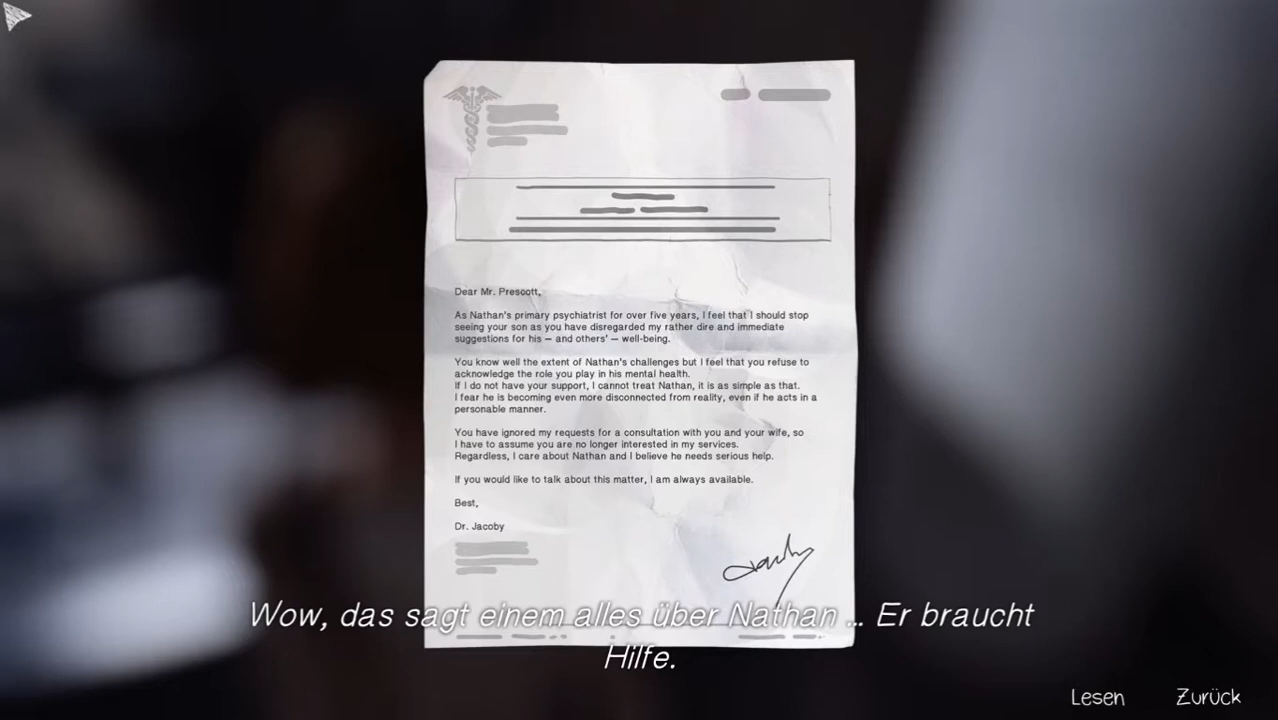 Dear Mr. Prescott,
As Nathan's primary psychiatrist for over five years, I feel that I should stop
seeing your son as you have disregarded my rather dire and immediate
suggestions for his – and others' – well-being.
You know well the extent of Nathan's challenges but I feel that you refuse to
acknowledge the role you play in his mental health.
If I do not have your support, I cannot treat Nathan, it is as simple as that.
I fear he is becoming even more disconnected from reality, even if he acts in a
personable manner.
You have ignored my requests for a consultation with you and your wife, so
I have to assume you are no longer interested in my services.
Regardless, I care about Nathan and I believe he needs serious help.
If you would like to talk about this matter, I am always available.
Best,
Dr. Jacoby
Wow, das sagt einem alles über Nathan ... Er braucht
Hilfe.
Lesen Zurück